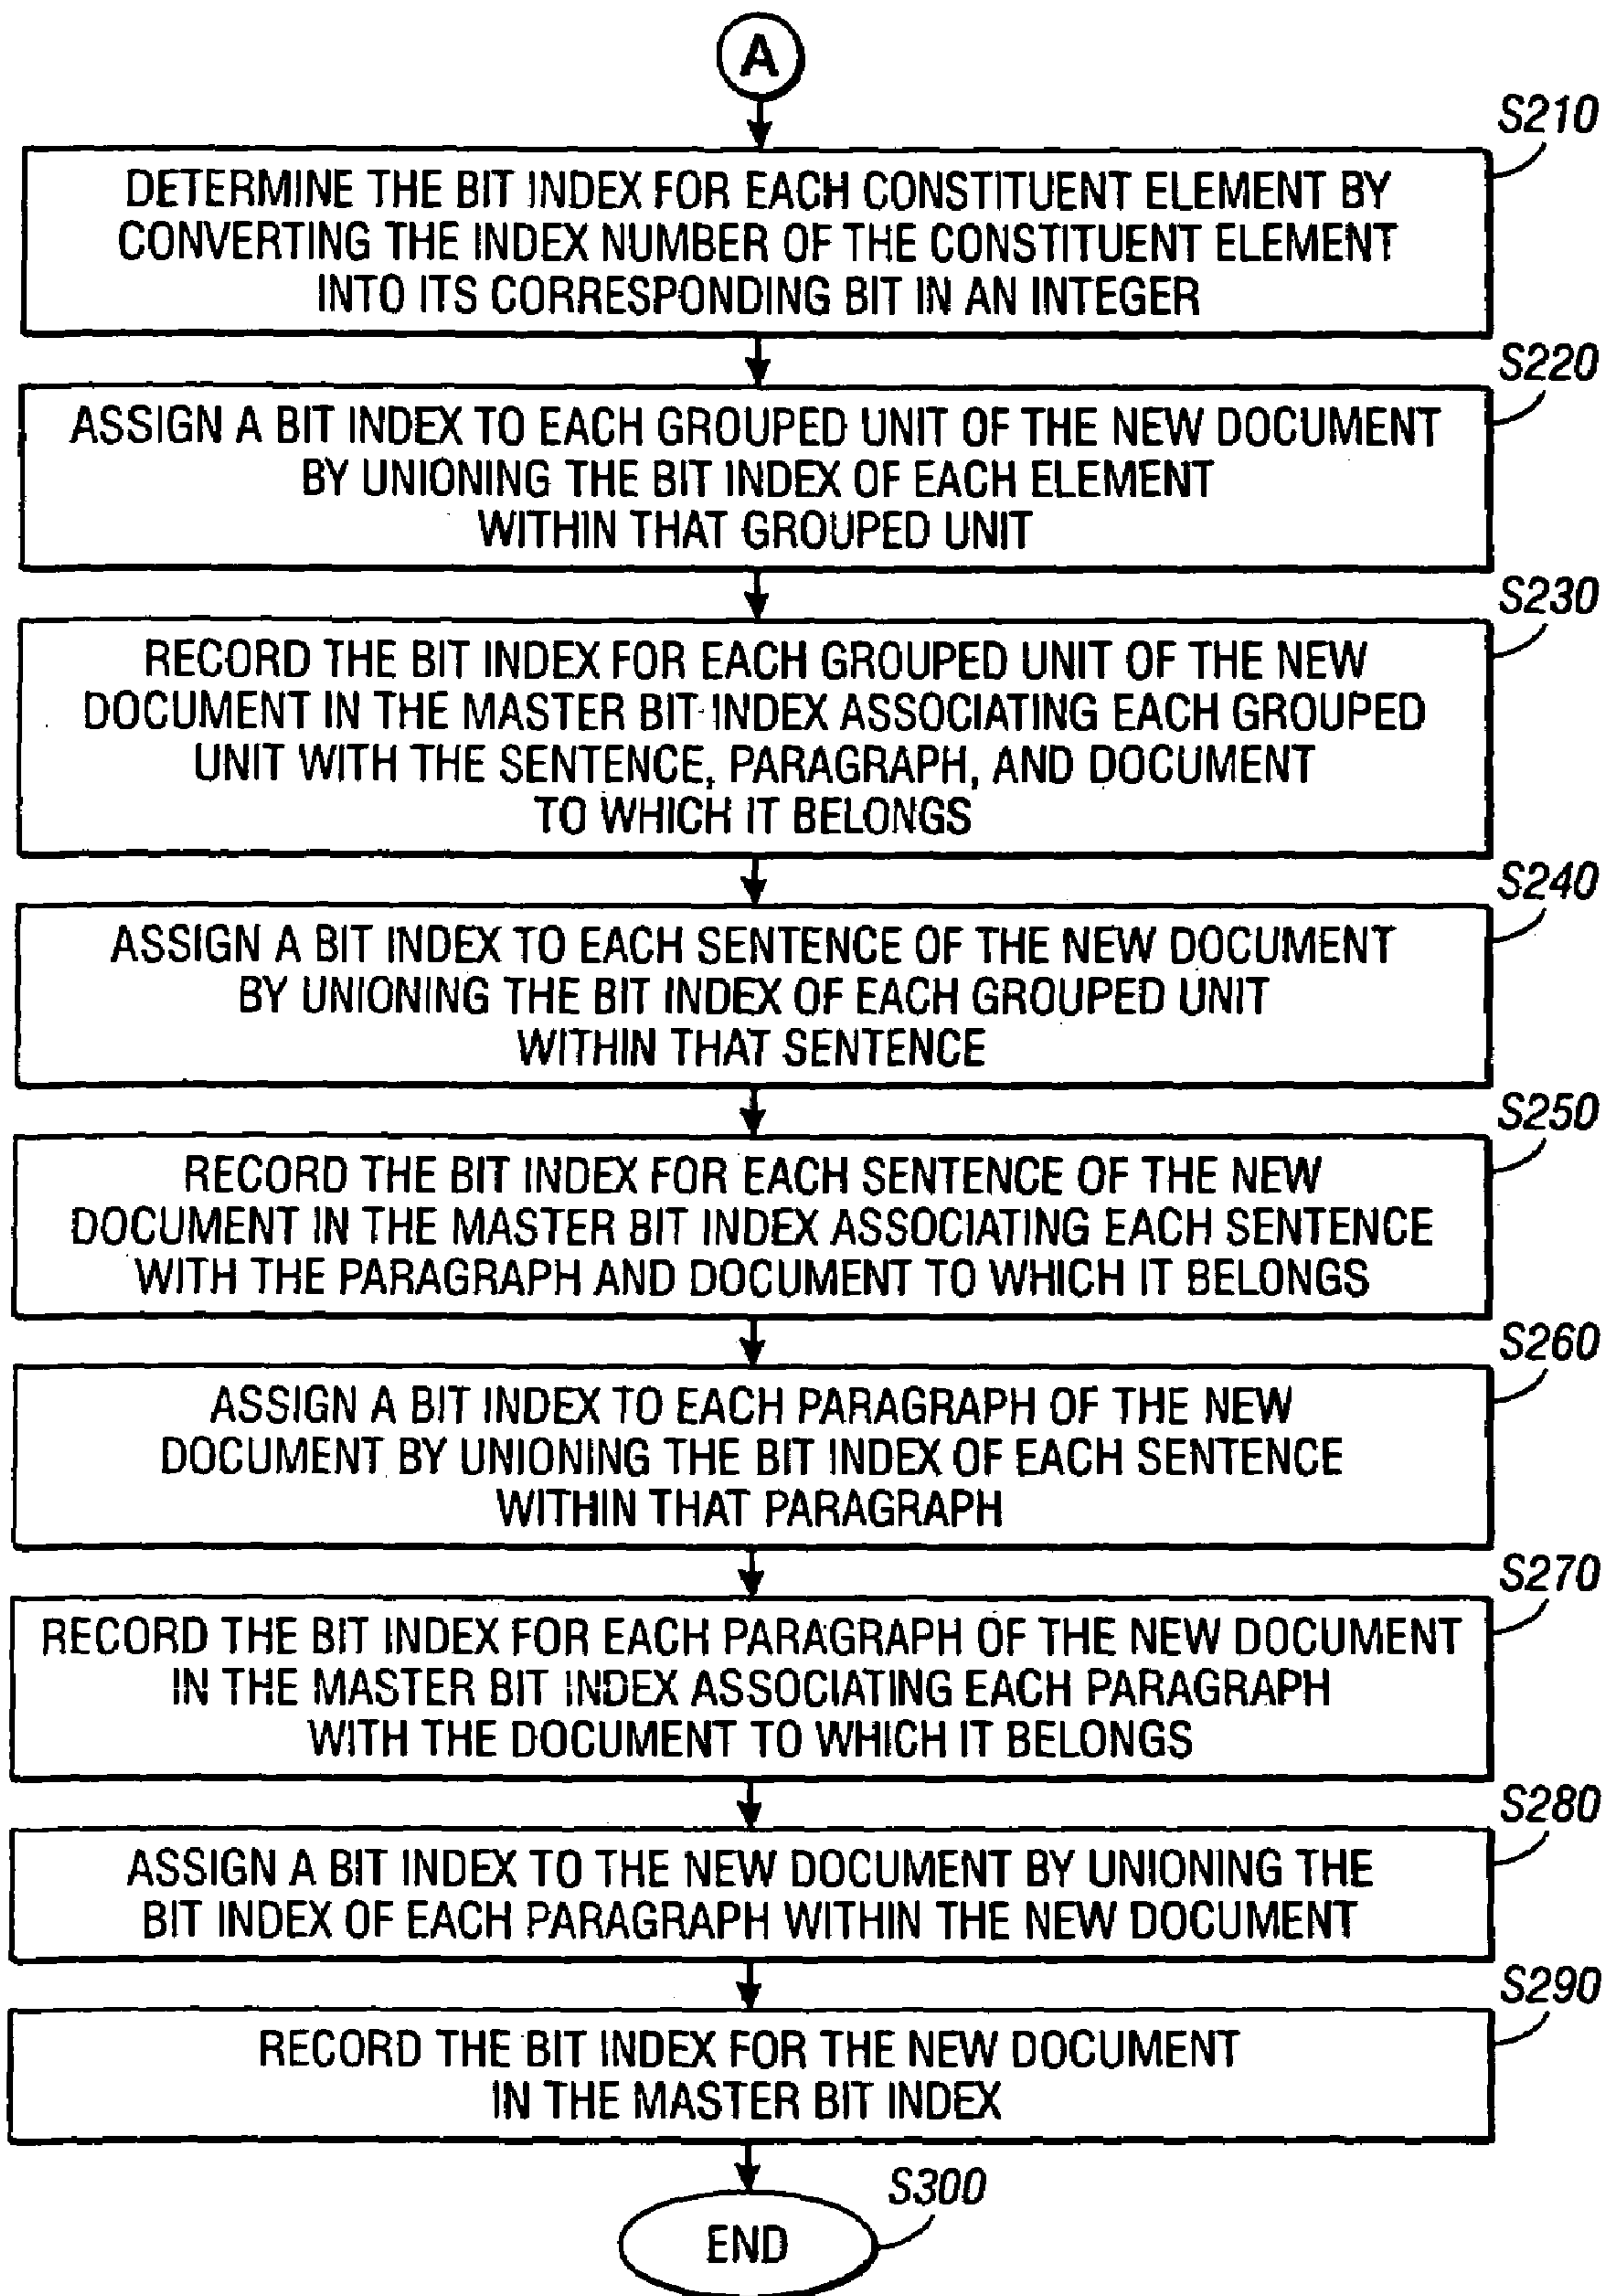 A
S210
DETERMINE THE BIT INDEX FOR EACH CONSTITUENT ELEMENT BY
CONVERTING THE INDEX NUMBER OF THE CONSTITUENT ELEMENT
INTO ITS CORRESPONDING BIT IN AN INTEGER
S220
ASSIGN A BIT INDEX TO EACH GROUPED UNIT OF THE NEW DOCUMENT
BY UNIONING THE BIT INDEX OF EACH ELEMENT
WITHIN THAT GROUPED UNIT
S230
RECORD THE BIT INDEX FOR EACH GROUPED UNIT OF THE NEW
DOCUMENT IN THE MASTER BIT INDEX ASSOCIATING EACH GROUPED
UNIT WITH THE SENTENCE, PARAGRAPH, AND DOCUMENT
TO WHICH IT BELONGS
S240
ASSIGN A BIT INDEX TO EACH SENTENCE OF THE NEW DOCUMENT
BY UNIONING THE BIT INDEX OF EACH GROUPED UNIT
WITHIN THAT SENTENCE
S250
RECORD THE BIT INDEX FOR EACH SENTENCE OF THE NEW
DOCUMENT IN THE MASTER BIT INDEX ASSOCIATING EACH SENTENCE
WITH THE PARAGRAPH AND DOCUMENT TO WHICH IT BELONGS
S260
ASSIGN A BIT INDEX TO EACH PARAGRAPH OF THE NEW
DOCUMENT BY UNIONING THE BIT INDEX OF EACH SENTENCE
WITHIN THAT PARAGRAPH
S270
RECORD THE BIT INDEX FOR EACH PARAGRAPH OF THE NEW DOCUMENT
IN THE MASTER BIT INDEX ASSOCIATING EACH PARAGRAPH
WITH THE DOCUMENT TO WHICH IT BELONGS
S280
ASSIGN A BIT INDEX TO THE NEW DOCUMENT BY UNIONING THE
BIT INDEX OF EACH PARAGRAPH WITHIN THE NEW DOCUMENT
S290
RECORD THE BIT INDEX FOR THE NEW DOCUMENT
IN THE MASTER BIT INDEX
S300
END